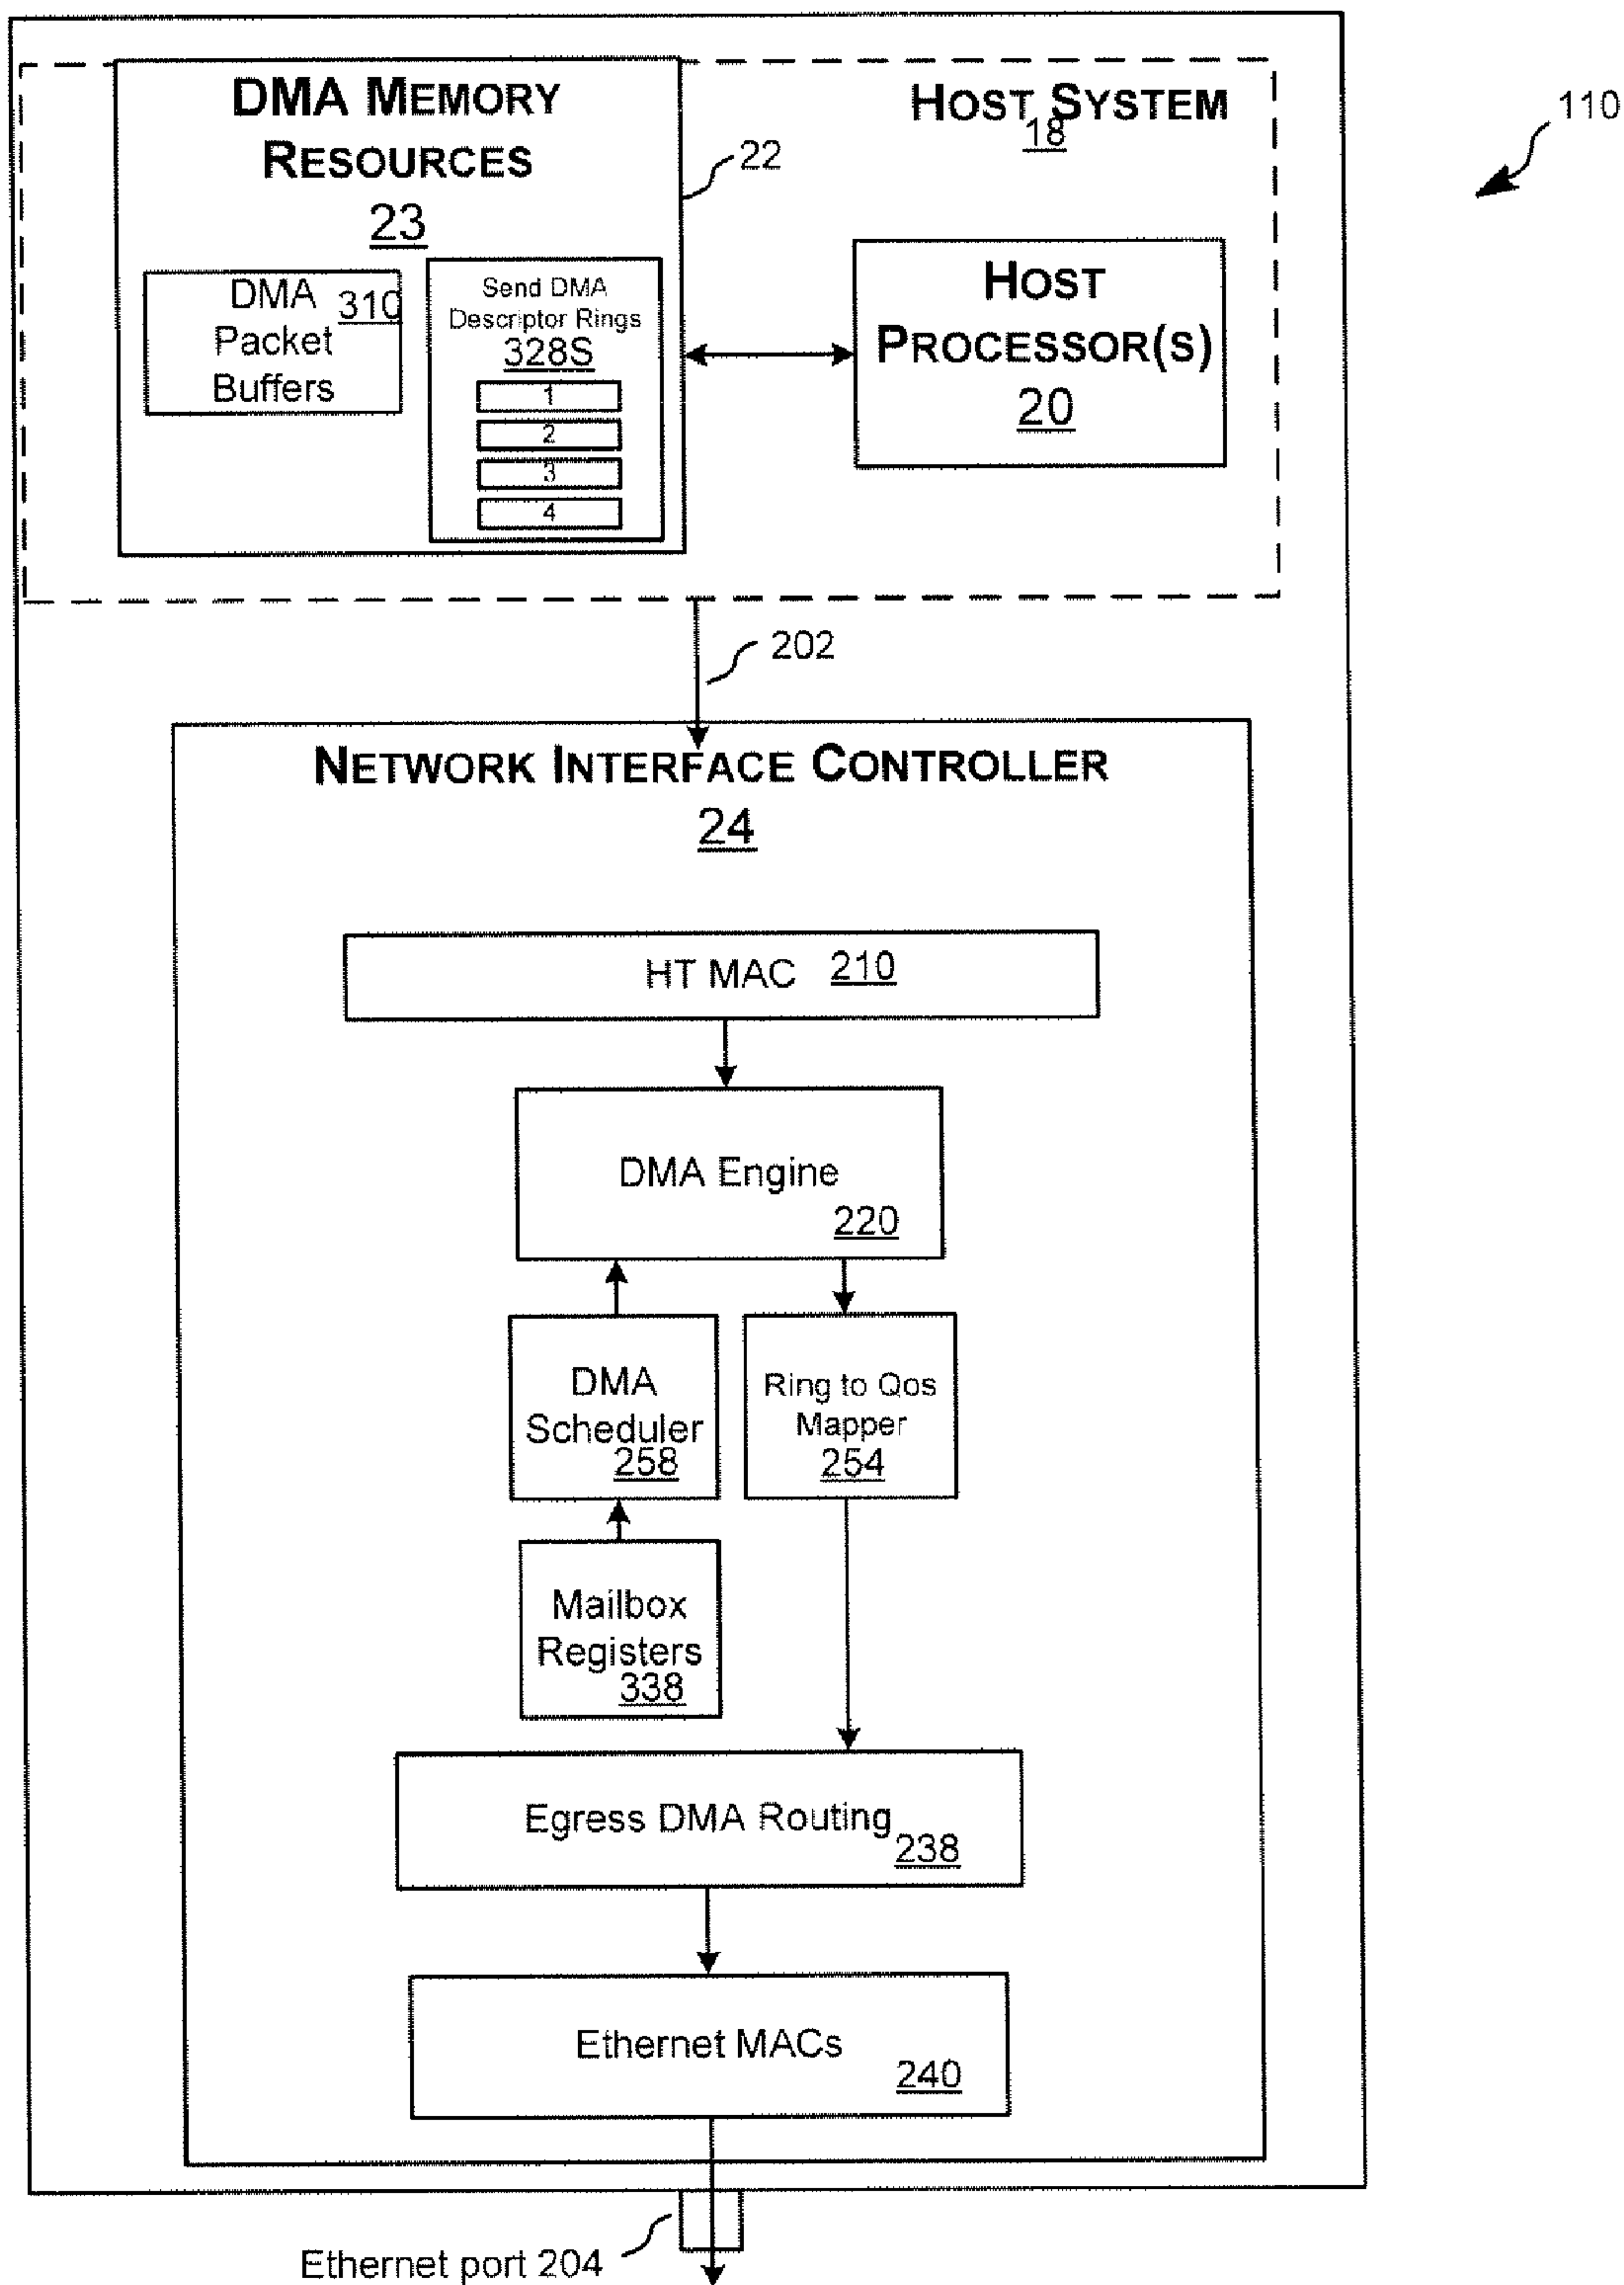 DMA MEMORY
RESOURCES
23
HOST SYSTEM
18
110
22
DMA
Packet
Buffers
310
Send DMA
Descriptor Rings
328S
1
2
3
4
HOST
PROCESSOR(S)
20
202
NETWORK INTERFACE CONTROLLER
24
HT MAC 210
DMA Engine
220
DMA
Scheduler
258
Ring to Qos
Mapper
254
Mailbox
Registers
338
Egress DMA Routing
238
Ethernet MACs
240
Ethernet port 204